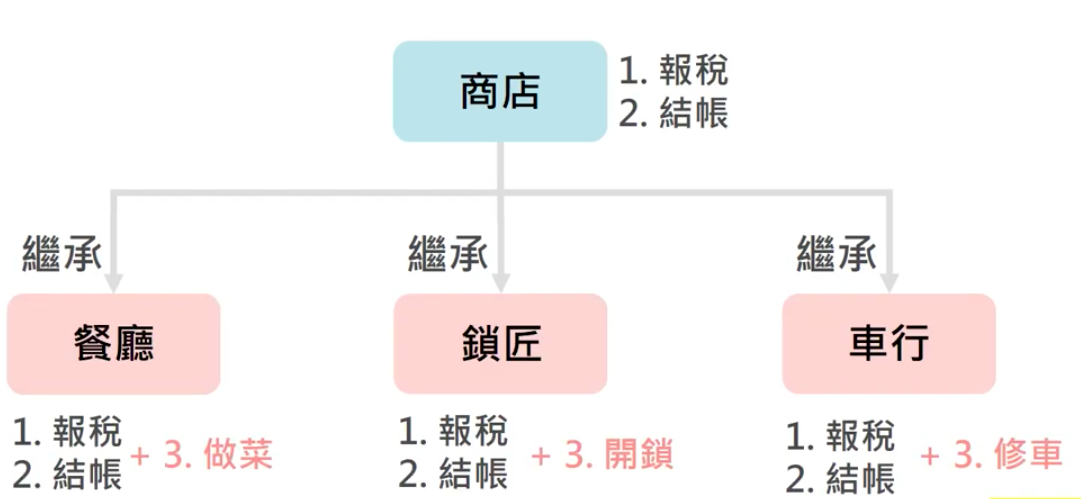 商店
1. 報稅
2. 結帳
繼承
繼承
繼承
餐廳
鎖匠
車行
1. 報稅
2. 結帳
+ 3. 做菜
1. 報稅
2. 結帳
+ 3. 開鎖
1. 報稅
2. 結帳
+ 3. 修車